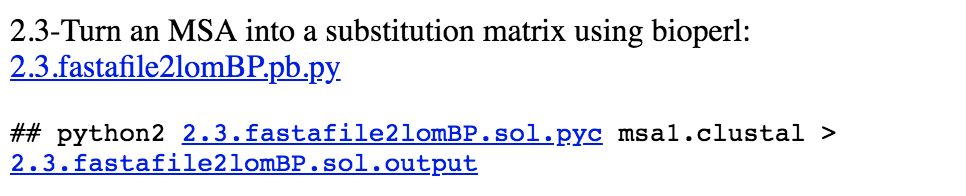 2.3-Turn an MSA into a substitution matrix using bioperl:
2.3.fastafile2lomBP.pb.py
## python2 2.3.fastafile2lomBP.sol.pyc msa1.clustal >
2.3.fastafile2lomBP.sol.output